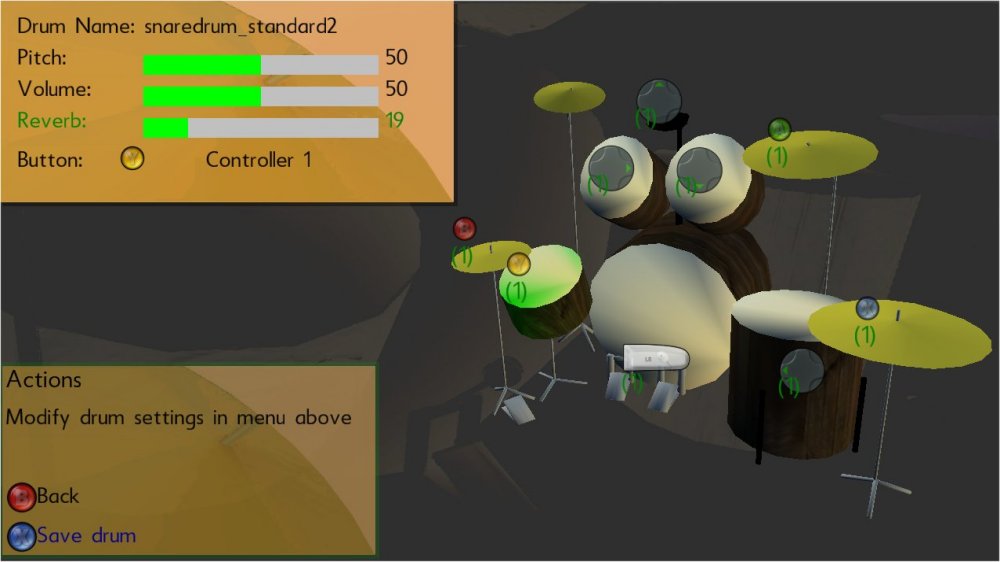 Drum Name: snaredrum_standard2
Pitch: 50
Volume: 50
Reverb: 19
Button: Y Controller 1
(1)
(1)
(1)
(1)
(1)
(1)
(1)
X
(1)
LB
(1)
(1)
Actions
Modify drum settings in menu above
B Back
X Save drum